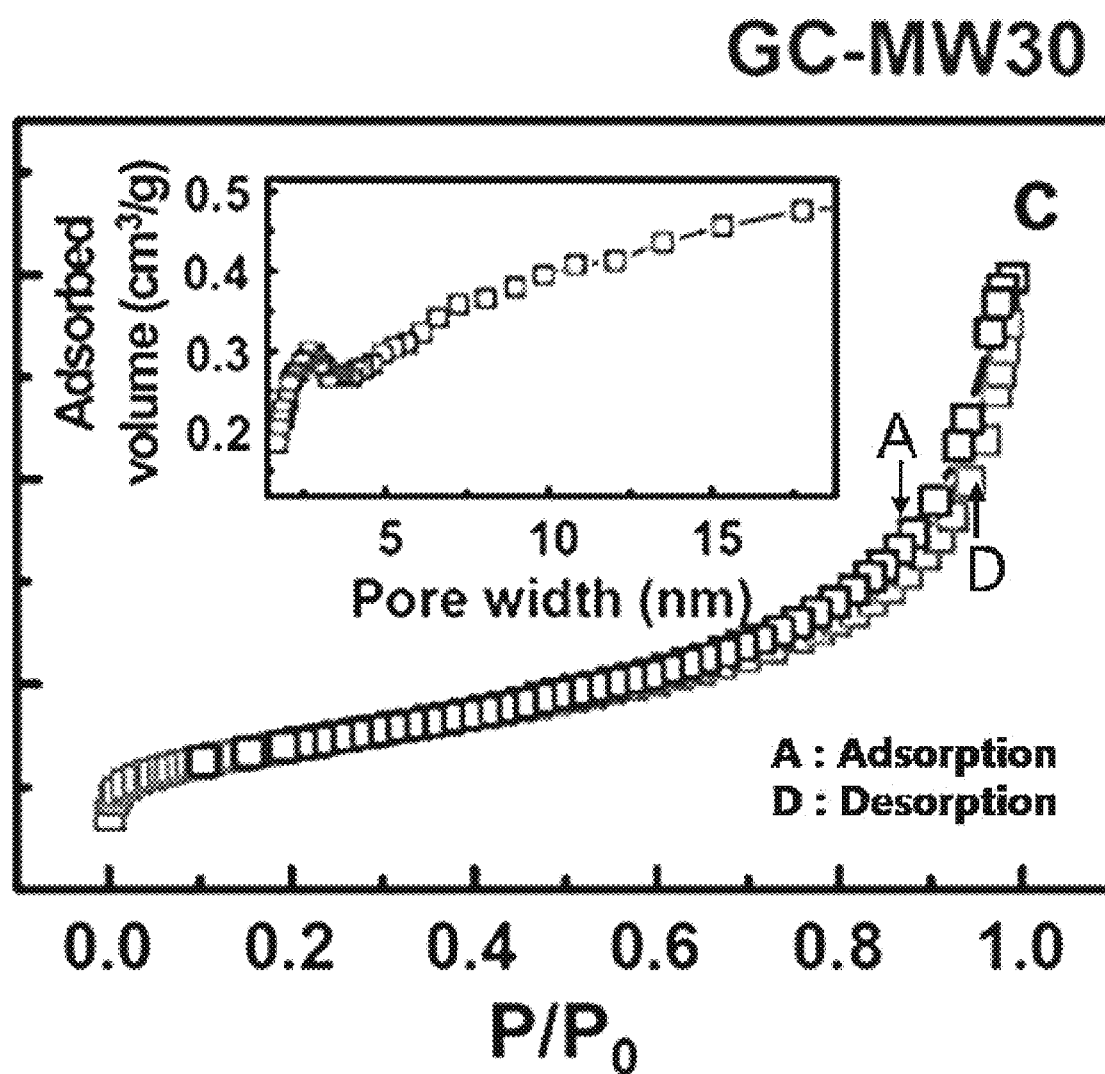 GC-MW30
C
Adsorbed
volume (cm³/g)
0.5
0.4
0.3
0.2
5 10 15
Pore width (nm)
A
D
A : Adsorption
D : Desorption
0.0 0.2 0.4 0.6 0.8 1.0
P/P₀